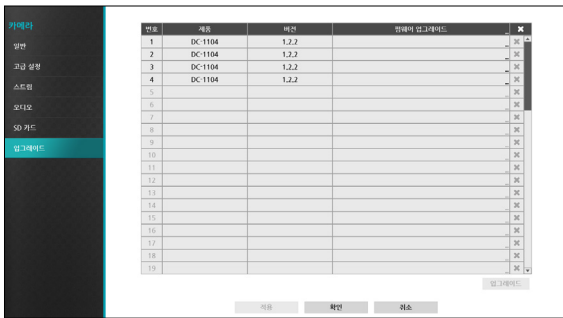 카메라
일반
고급 설정
스트림
오디오
SD 카드
업그레이드
번호 제품 버전 펌웨어 업그레이드
1 DC-1104 1.2.2
2 DC-1104 1.2.2
3 DC-1104 1.2.2
4 DC-1104 1.2.2
5
6
7
8
9
10
11
12
13
14
15
16
17
18
19
업그레이드
적용 확인 취소